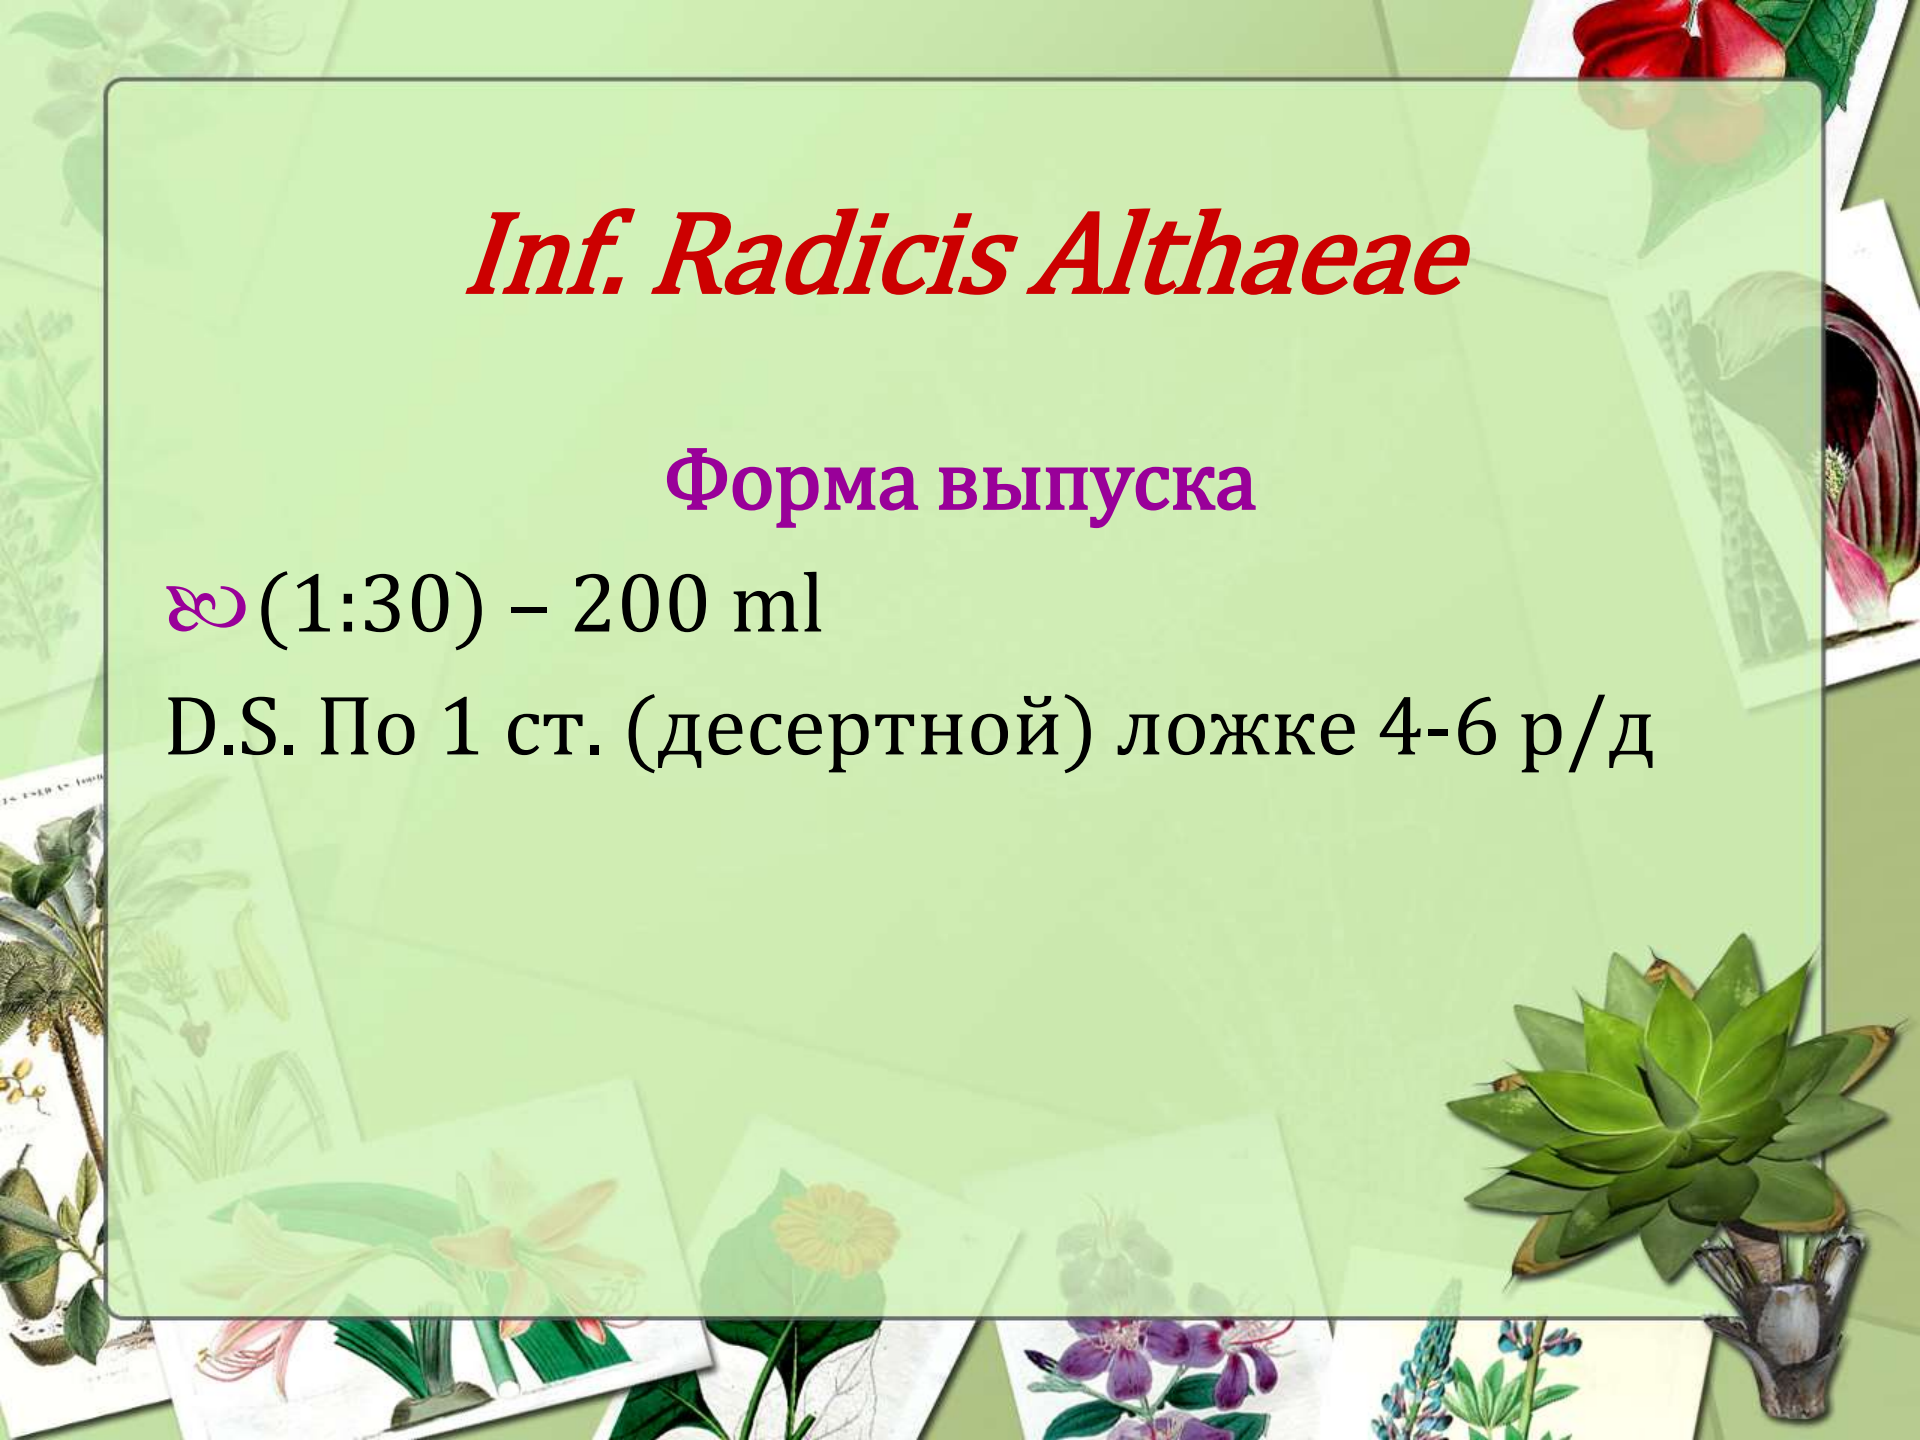 Inf. Radicis Althaeae
Форма выпуска
(1:30) – 200 ml
D.S. По 1 ст. (десертной) ложке 4-6 р/д